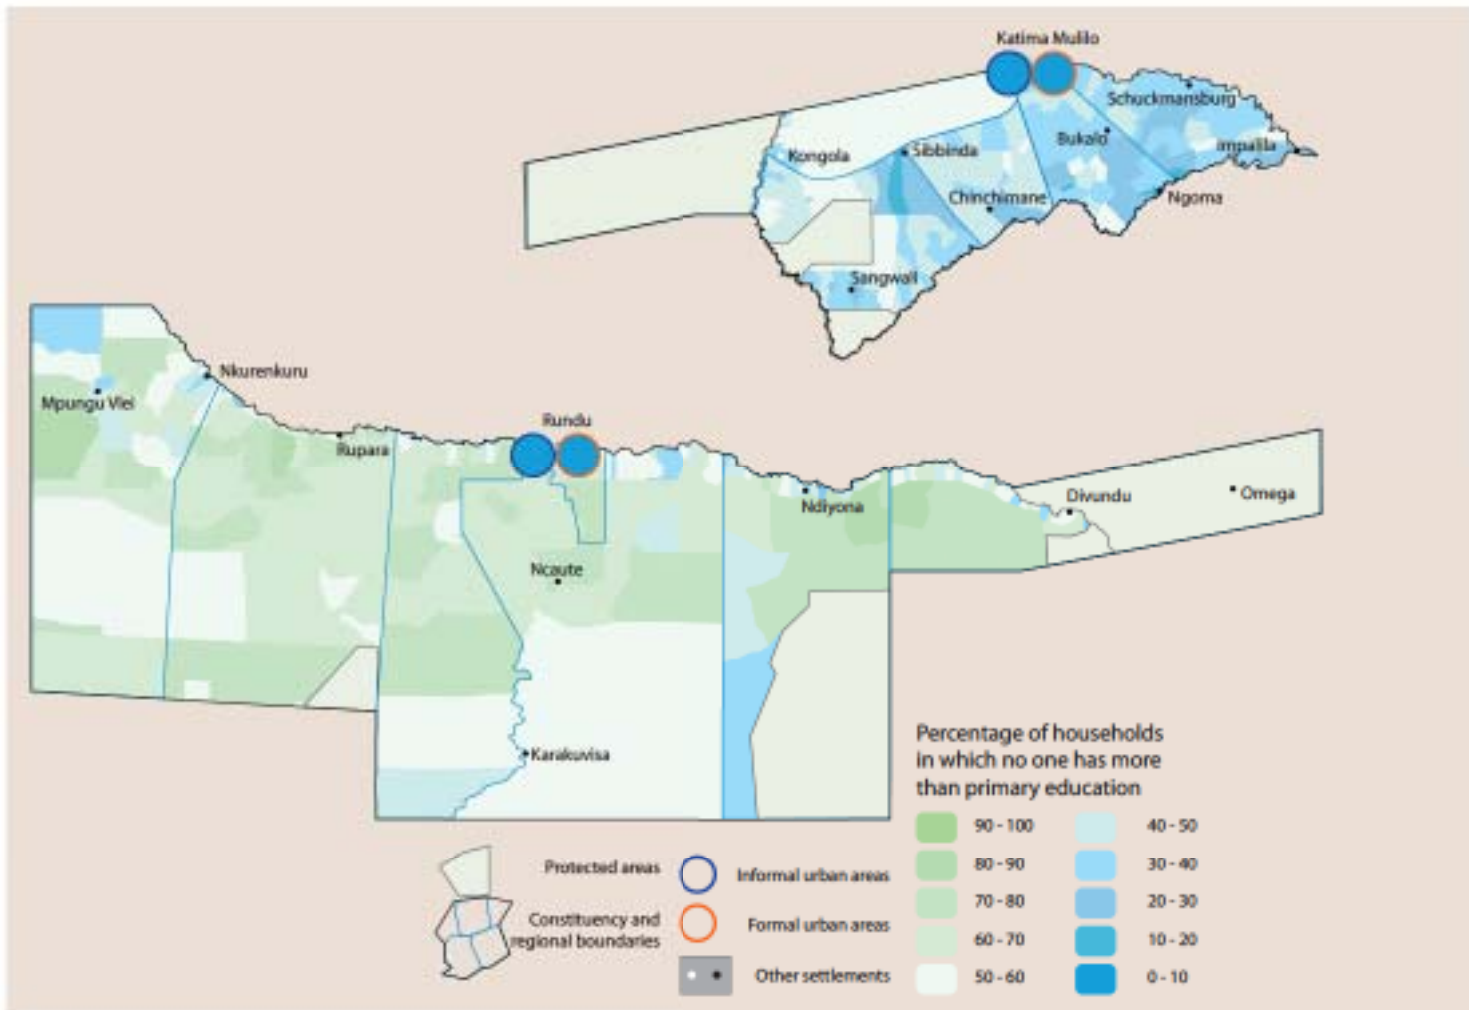 Katima Mulilo
Schuckmansburg
Bukalo
Impalila
Kongola
Sibbinda
Chinchimane
Ngoma
Sangwali
Nkurenkuru
Mpungu Vlei
Rundu
Rupara
Ndiyona
Divundu
Omega
Ncaute
Karakuvisa
Percentage of households
in which no one has more
than primary education
90 - 100
40 - 50
80 - 90
30 - 40
70 - 80
20 - 30
60 - 70
10 - 20
50 - 60
0 - 10
Protected areas
Constituency and
regional boundaries
Informal urban areas
Formal urban areas
Other settlements